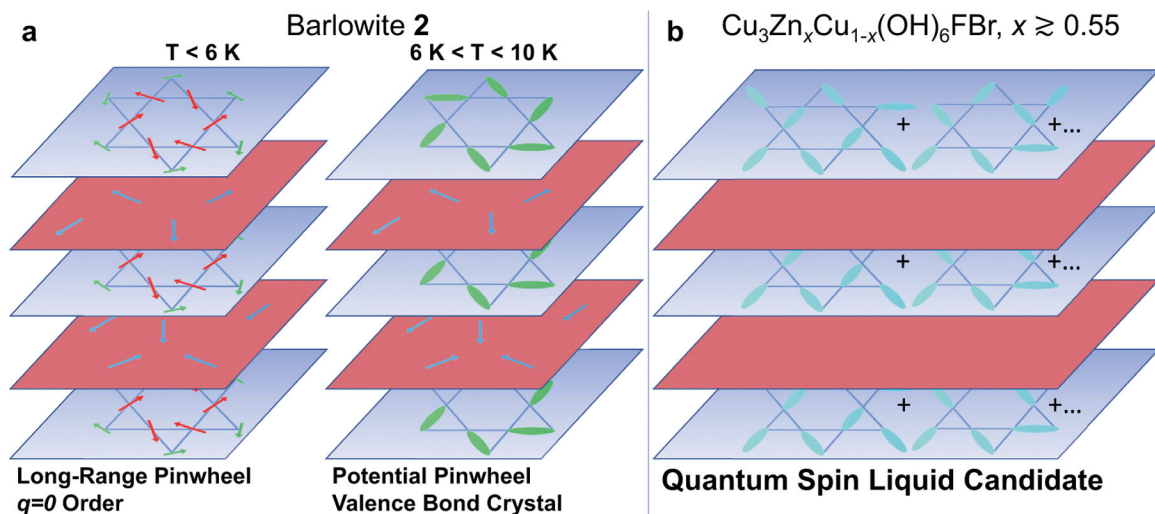 a
Barlowite 2
T < 6 K
6 K < T < 10 K
Long-Range Pinwheel
q=0 Order
Potential Pinwheel
Valence Bond Crystal
b
Cu₃ZnₓCu₁₋ₓ(OH)₆FBr, x ≳ 0.55
+ +...
+ +...
+ +...
Quantum Spin Liquid Candidate